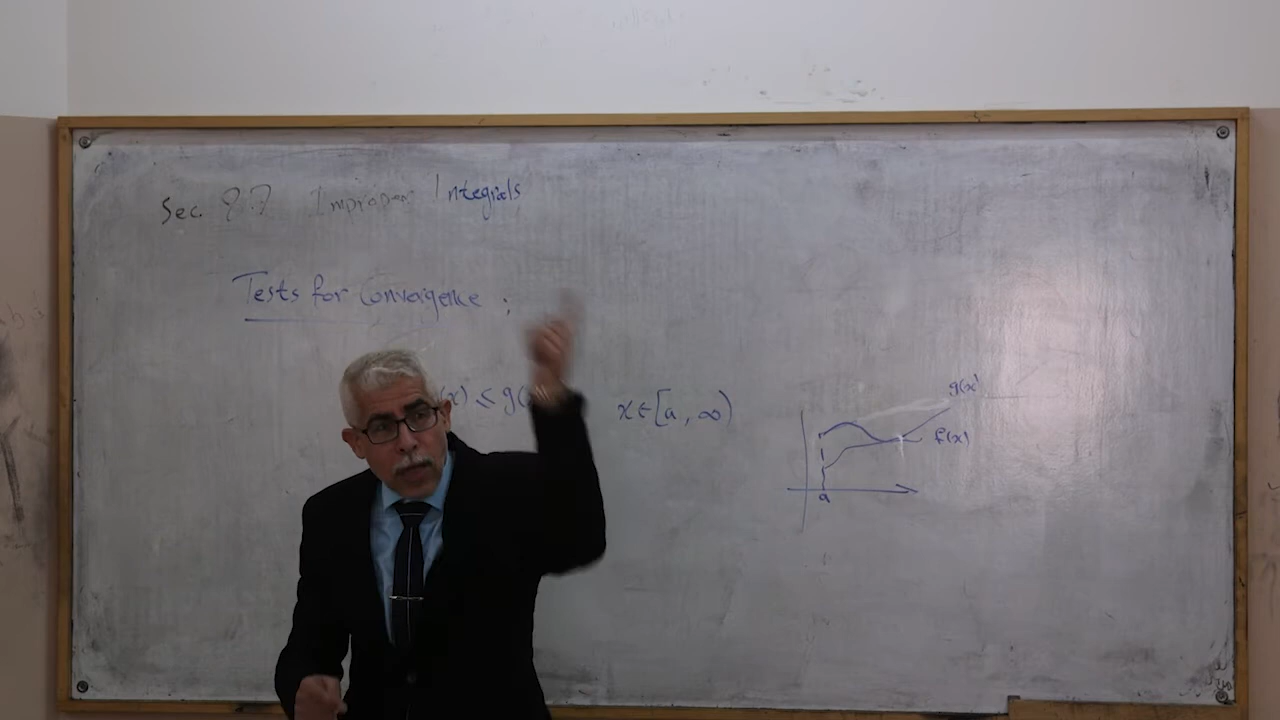 Sec. 8.7 Improper Integrals
Tests for Convergence :
(x) ≤ g( x ∈ [a , ∞)
g(x)
f(x)
a